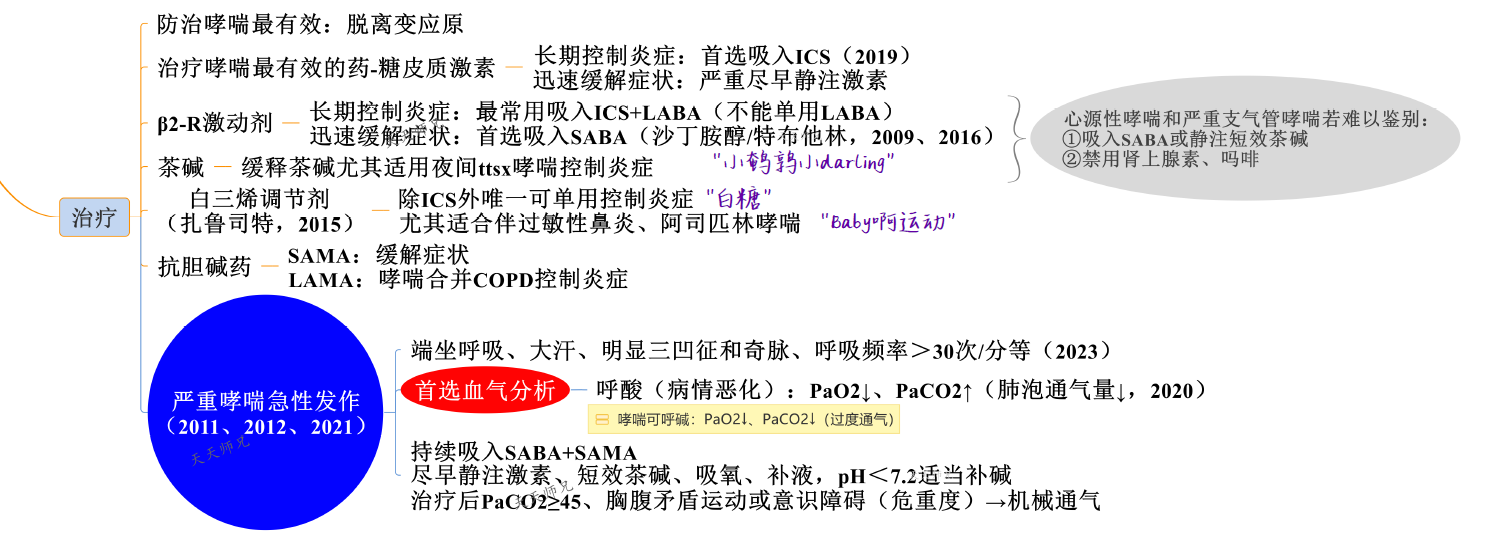 治疗
防治哮喘最有效：脱离变应原
治疗哮喘最有效的药-糖皮质激素
长期控制炎症：首选吸入ICS（2019）
迅速缓解症状：严重尽早静注激素
β2-R激动剂
长期控制炎症：最常用吸入ICS+LABA（不能单用LABA）
迅速缓解症状：首选吸入SABA（沙丁胺醇/特布他林，2009、2016）
心源性哮喘和严重支气管哮喘若难以鉴别：
①吸入SABA或静注短效茶碱
②禁用肾上腺素、吗啡
茶碱
缓释茶碱尤其适用夜间ttsx哮喘控制炎症
"小鹌鹑小darling"
白三烯调节剂
（扎鲁司特，2015）
除ICS外唯一可单用控制炎症
"白糖"
尤其适合伴过敏性鼻炎、阿司匹林哮喘
"Baby啊运动"
抗胆碱药
SAMA：缓解症状
LAMA：哮喘合并COPD控制炎症
严重哮喘急性发作
（2011、2012、2021）
天天师兄
端坐呼吸、大汗、明显三凹征和奇脉、呼吸频率＞30次/分等（2023）
首选血气分析
呼酸（病情恶化）：PaO2↓、PaCO2↑（肺泡通气量↓，2020）
哮喘可呼碱：PaO2↓、PaCO2↓（过度通气）
持续吸入SABA+SAMA
尽早静注激素、短效茶碱、吸氧、补液，pH＜7.2适当补碱
治疗后PaCO2≥45、胸腹矛盾运动或意识障碍（危重度）→机械通气
天天师兄